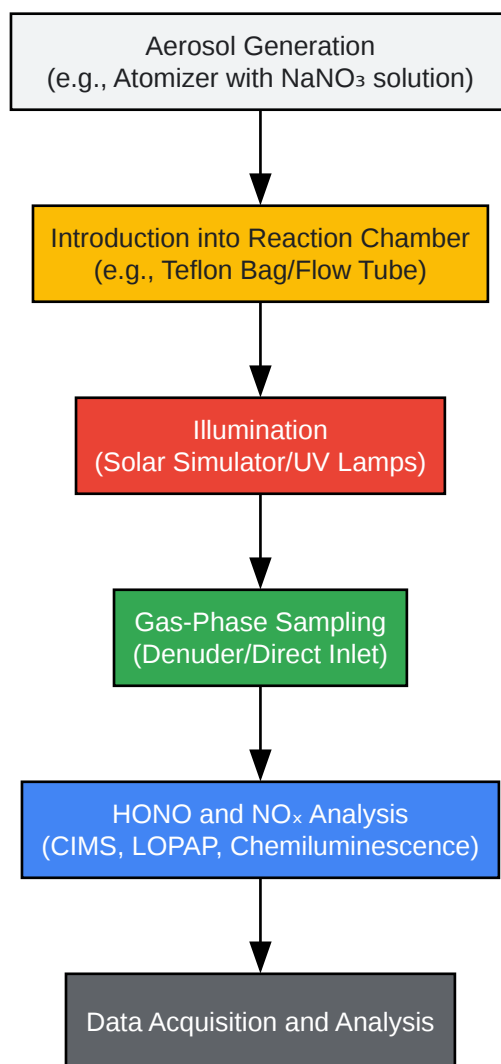 Aerosol Generation
(e.g., Atomizer with NaNO₃ solution)
Introduction into Reaction Chamber
(e.g., Teflon Bag/Flow Tube)
Illumination
(Solar Simulator/UV Lamps)
Gas-Phase Sampling
(Denuder/Direct Inlet)
HONO and NOₓ Analysis
(CIMS, LOPAP, Chemiluminescence)
Data Acquisition and Analysis